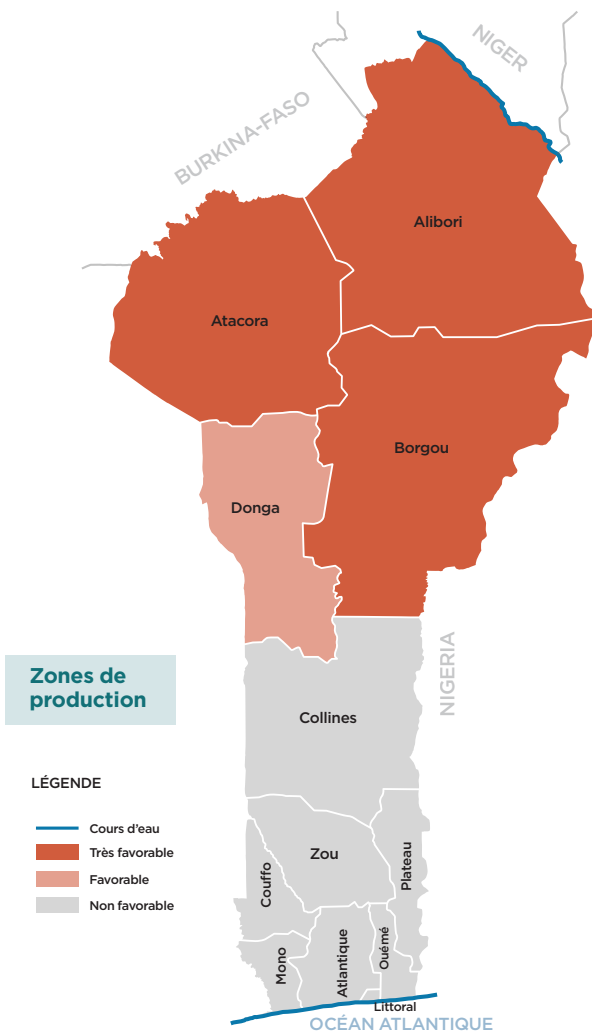 NIGER
BURKINA-FASO
Alibori
Atacora
Borgou
Donga
NIGERIA
Zones de
production
Collines
LÉGENDE
Cours d'eau
Très favorable
Favorable
Non favorable
Zou
Couffo
Plateau
Mono
Atlantique
Ouémé
Littoral
OCÉAN ATLANTIQUE